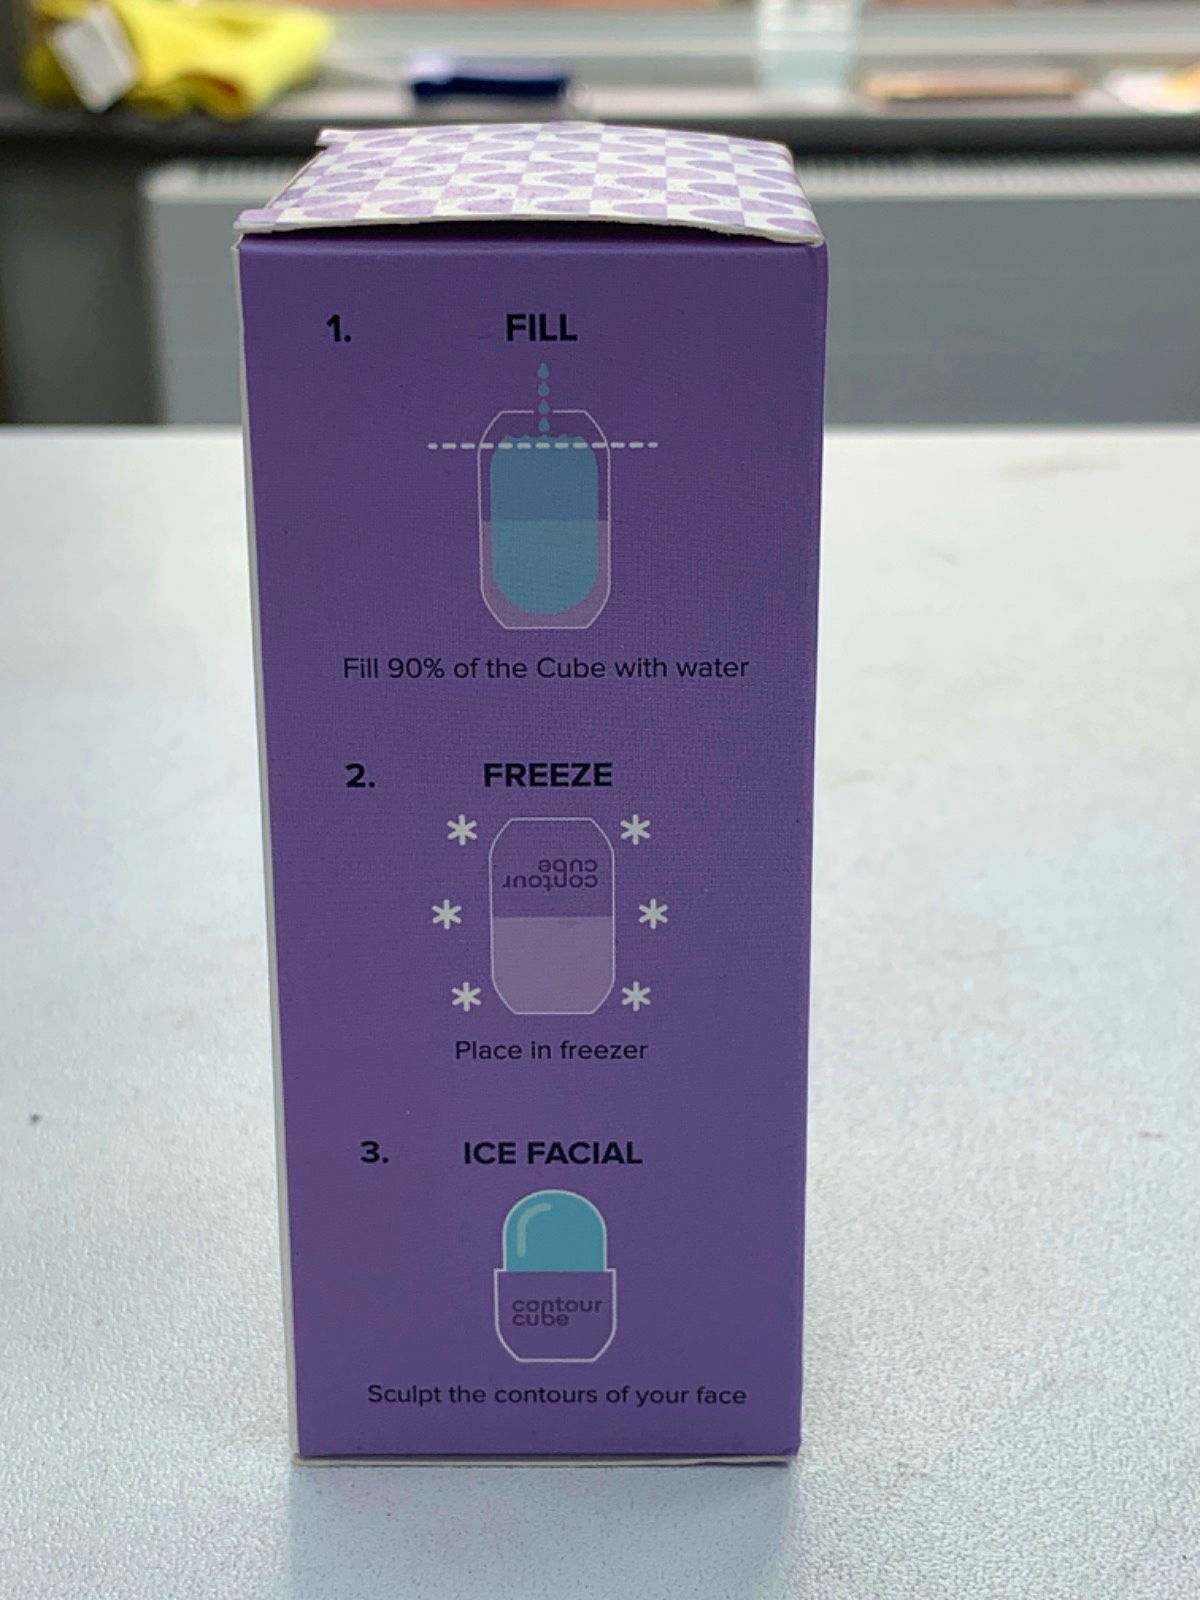 1. FILL
Fill 90% of the Cube with water
2. FREEZE
contour
cube
Place in freezer
3. ICE FACIAL
contour
cube
Sculpt the contours of your face